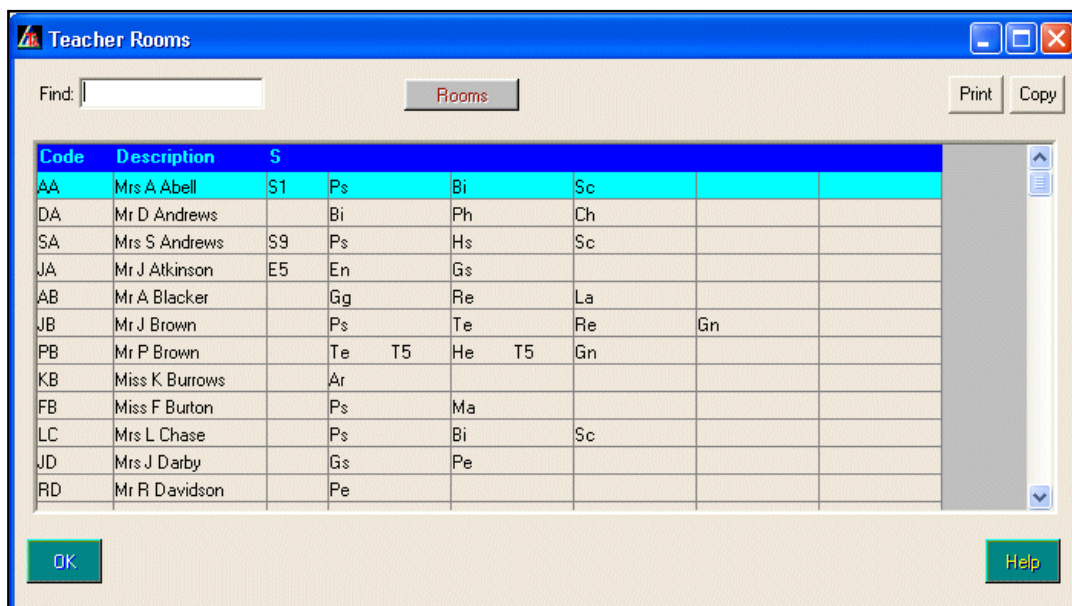 Teacher Rooms
Find: Rooms Print Copy
Code Description S
AA Mrs A Abell S1 Ps Bi Sc
DA Mr D Andrews Bi Ph Ch
SA Mrs S Andrews S9 Ps Hs Sc
JA Mr J Atkinson E5 En Gs
AB Mr A Blacker Gg Re La
JB Mr J Brown Ps Te Re Gn
PB Mr P Brown Te T5 He T5 Gn
KB Miss K Burrows Ar
FB Miss F Burton Ps Ma
LC Mrs L Chase Ps Bi Sc
JD Mrs J Darby Gs Pe
RD Mr R Davidson Pe
OK Help